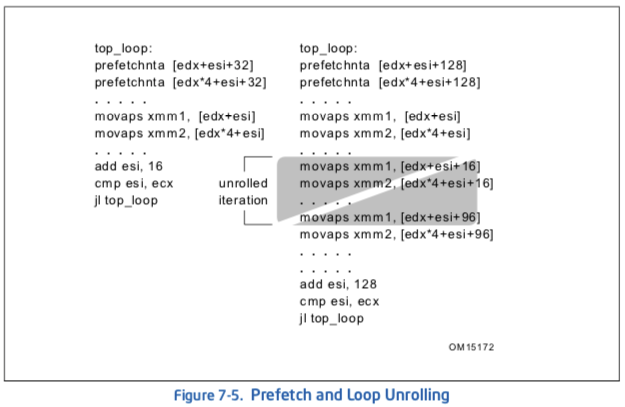 top_loop:
prefetchnta [edx+esi+32]
prefetchnta [edx*4+esi+32]
. . . . .
movaps xmm1, [edx+esi]
movaps xmm2, [edx*4+esi]
. . . . .
add esi, 16
cmp esi, ecx
jl top_loop
unrolled
iteration
top_loop:
prefetchnta [edx+esi+128]
prefetchnta [edx*4+esi+128]
. . . . .
movaps xmm1, [edx+esi]
movaps xmm2, [edx*4+esi]
. . . . .
movaps xmm1, [edx+esi+16]
movaps xmm2, [edx*4+esi+16]
. . . . .
movaps xmm1, [edx+esi+96]
movaps xmm2, [edx*4+esi+96]
. . . . .
. . . . .
add esi, 128
cmp esi, ecx
jl top_loop
OM15172
Figure 7-5. Prefetch and Loop Unrolling